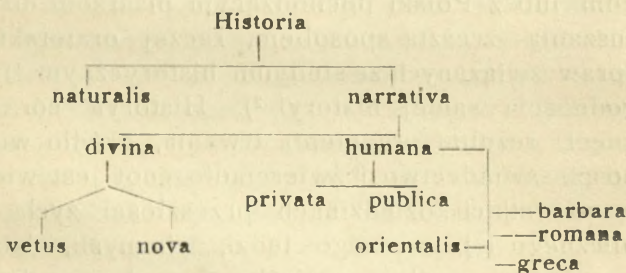 Historia
naturalis narrativa
divina humana
privata publica
barbara
vetus nova orientalis romana
greca